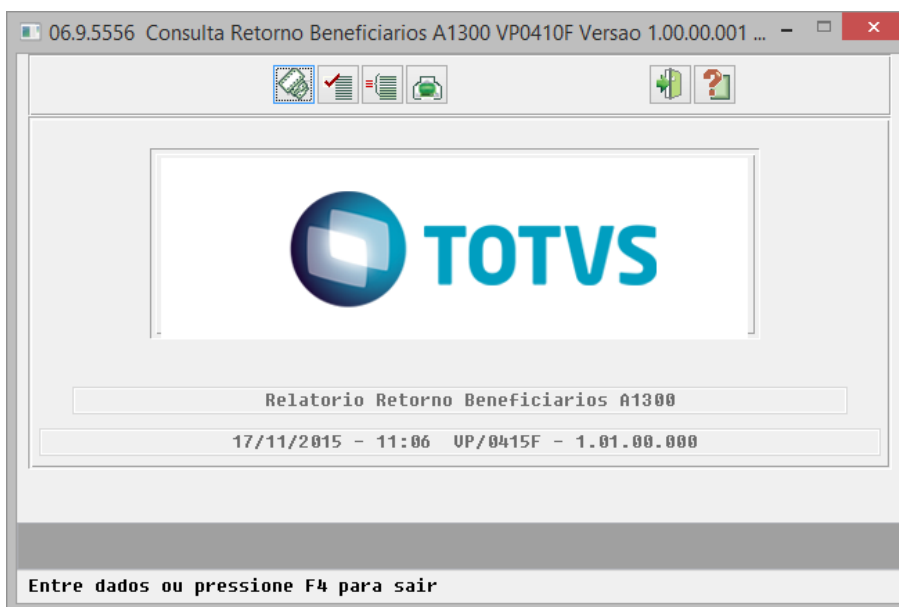 06.9.5556 Consulta Retorno Beneficiarios A1300 VP0410F Versao 1.00.00.001 ...
TOTVS
Relatorio Retorno Beneficiarios A1300
17/11/2015 - 11:06 VP/0415F - 1.01.00.000
Entre dados ou pressione F4 para sair